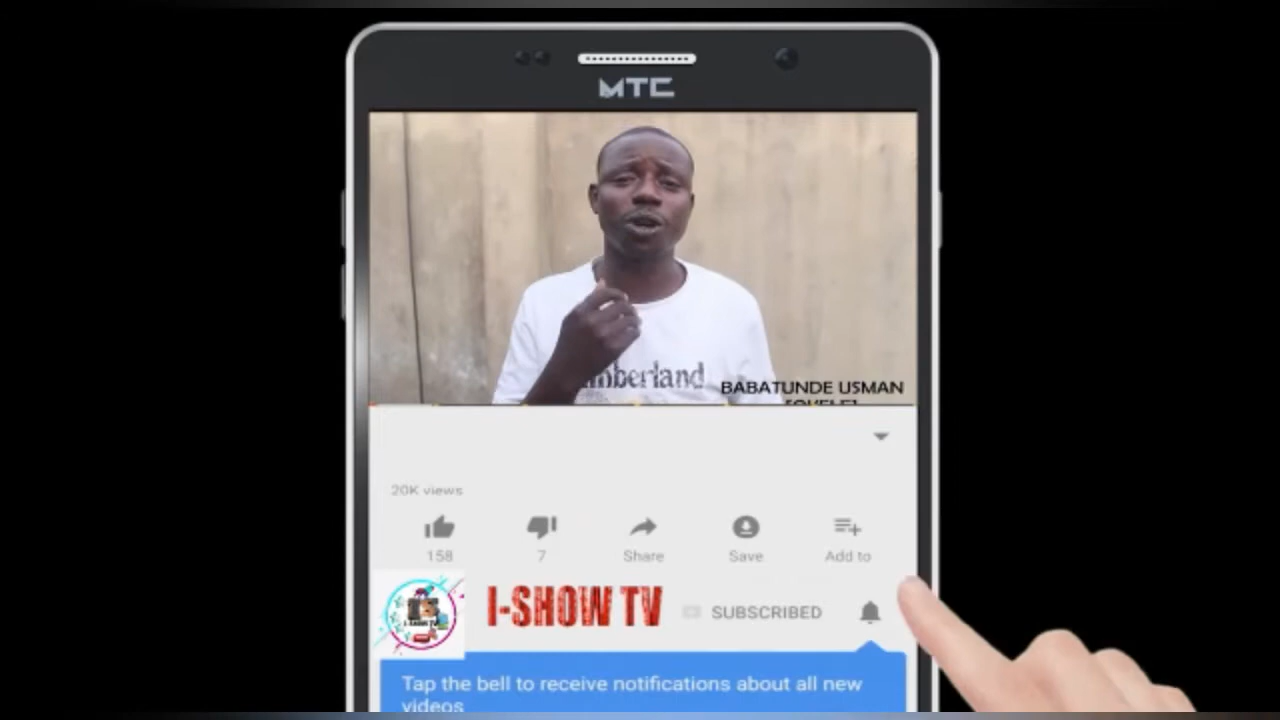 MTC
mberland
BABATUNDE USMAN
20K views
158
7
Share
Save
Add to
I-SHOW TV
SUBSCRIBED
Tap the bell to receive notifications about all new
videos